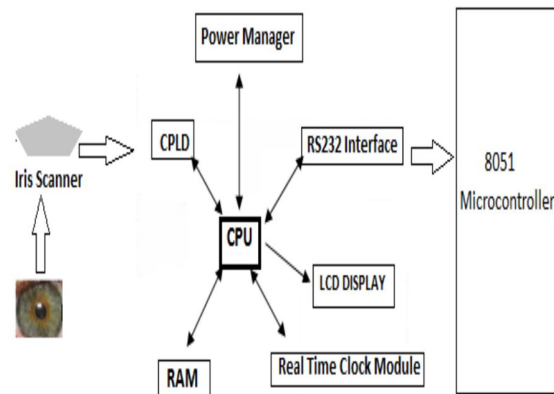 Power Manager
CPLD
RS232 Interface
Iris Scanner
8051
Microcontroller
CPU
LCD DISPLAY
RAM
Real Time Clock Module